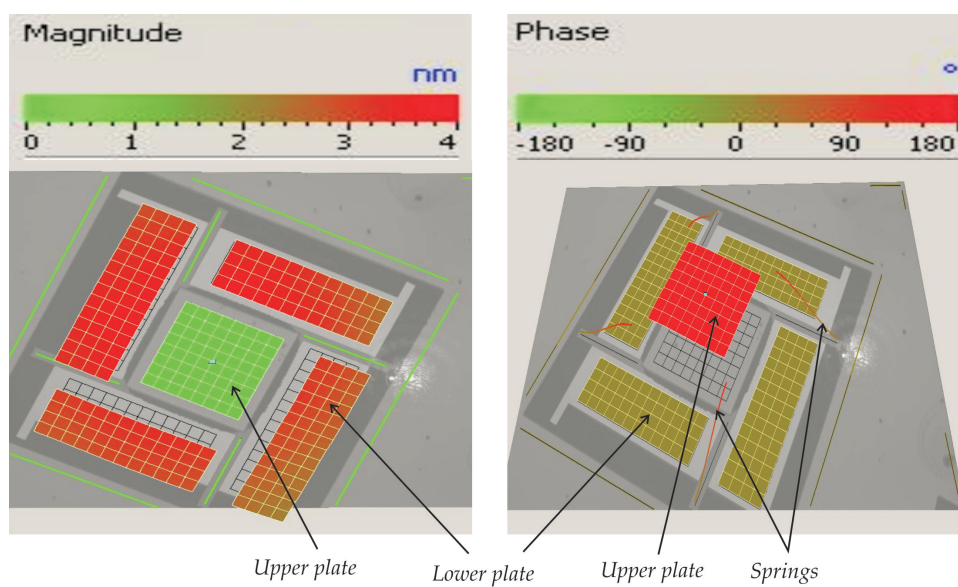 Magnitude
nm
0 1 2 3 4
Phase
°
-180 -90 0 90 180
Upper plate
Lower plate
Upper plate
Springs